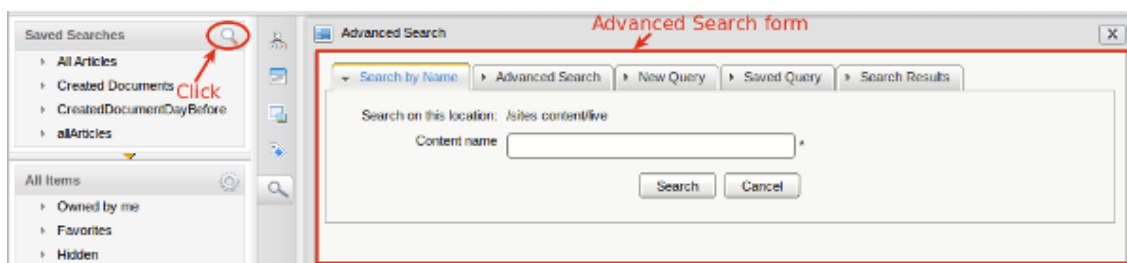 Saved Searches
All Articles
Created Documents
CreatedDocumentDayBefore
allArticles
Click
All Items
Owned by me
Favorites
Hidden
Advanced Search form
Advanced Search
X
Search by Name
Advanced Search
New Query
Saved Query
Search Results
Search on this location: /sites content/live
Content name *
Search Cancel